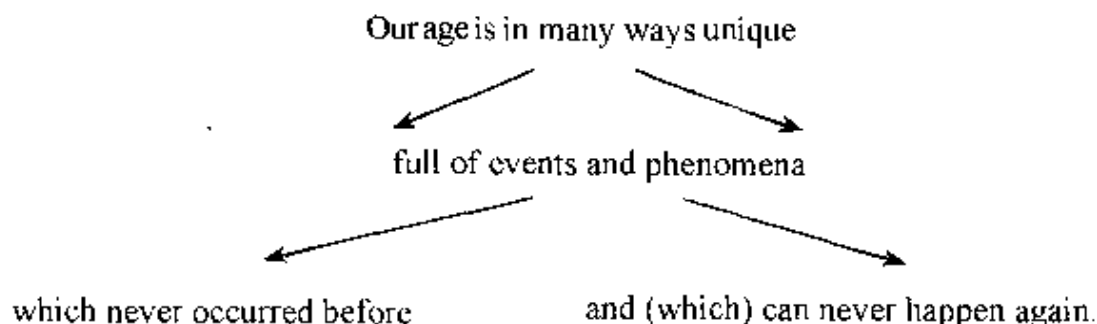 Our age is in many ways unique
full of events and phenomena
which never occurred before and (which) can never happen again.